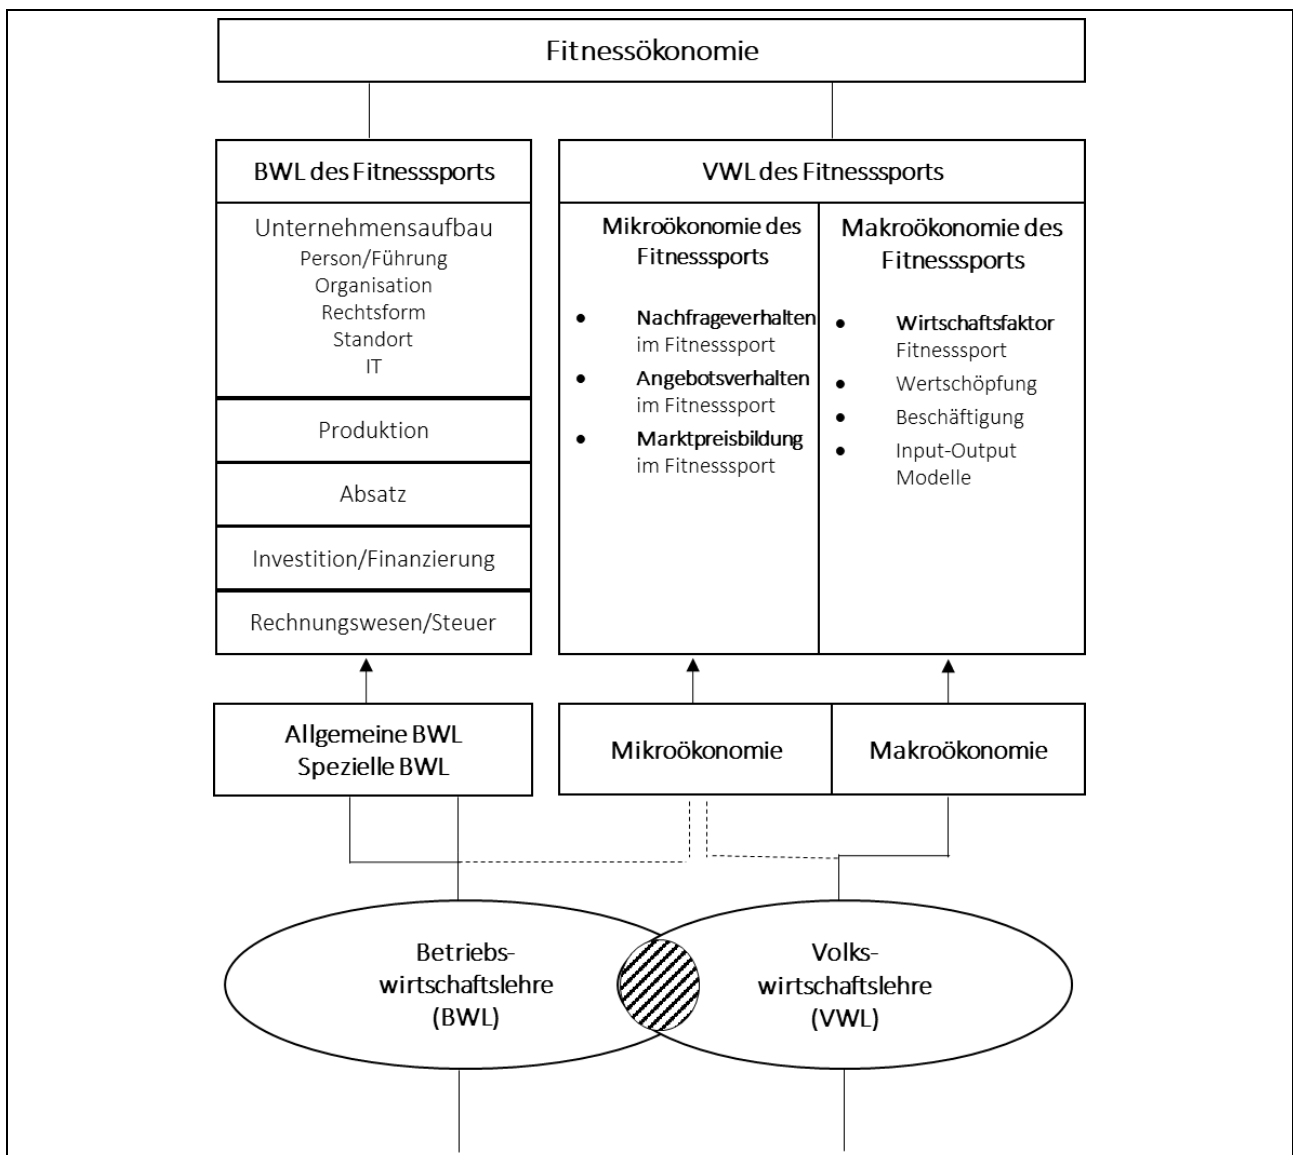 Fitnessökonomie
BWL des Fitnesssports
Unternehmensaufbau
Person/Führung
Organisation
Rechtsform
Standort
IT
Produktion
Absatz
Investition/Finanzierung
Rechnungswesen/Steuer
VWL des Fitnesssports
Mikroökonomie des
Fitnesssports
• Nachfrageverhalten
im Fitnesssport
• Angebotsverhalten
im Fitnesssport
• Marktpreisbildung
im Fitnesssport
Makroökonomie des
Fitnesssports
• Wirtschaftsfaktor
Fitnesssport
• Wertschöpfung
• Beschäftigung
• Input-Output
Modelle
Allgemeine BWL
Spezielle BWL
Mikroökonomie
Makroökonomie
Betriebs-
wirtschaftslehre
(BWL)
Volks-
wirtschaftslehre
(VWL)